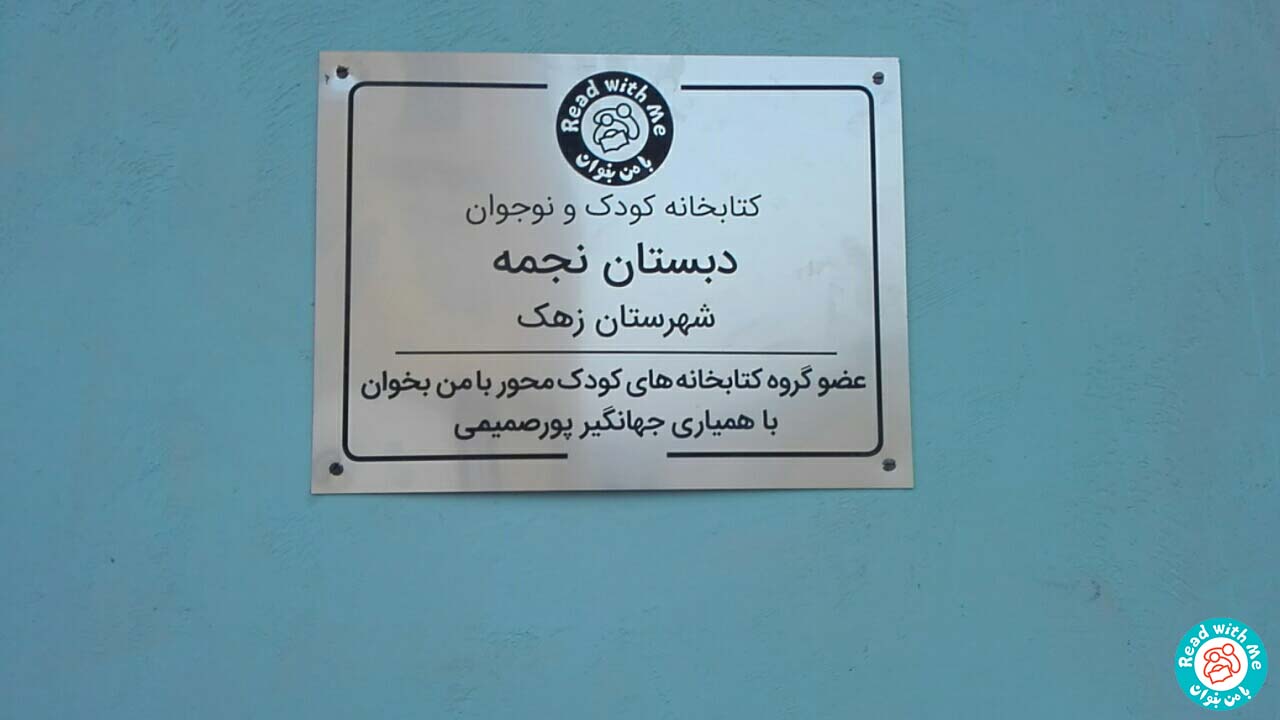 Read with Me
با من بخوان
کتابخانه کودک و نوجوان
دبستان نجمه
شهرستان زهک
عضو گروه کتابخانه‌های کودک‌محور با من بخوان
با همیاری جهانگیر پورصمیمی
Read with Me
با من بخوان